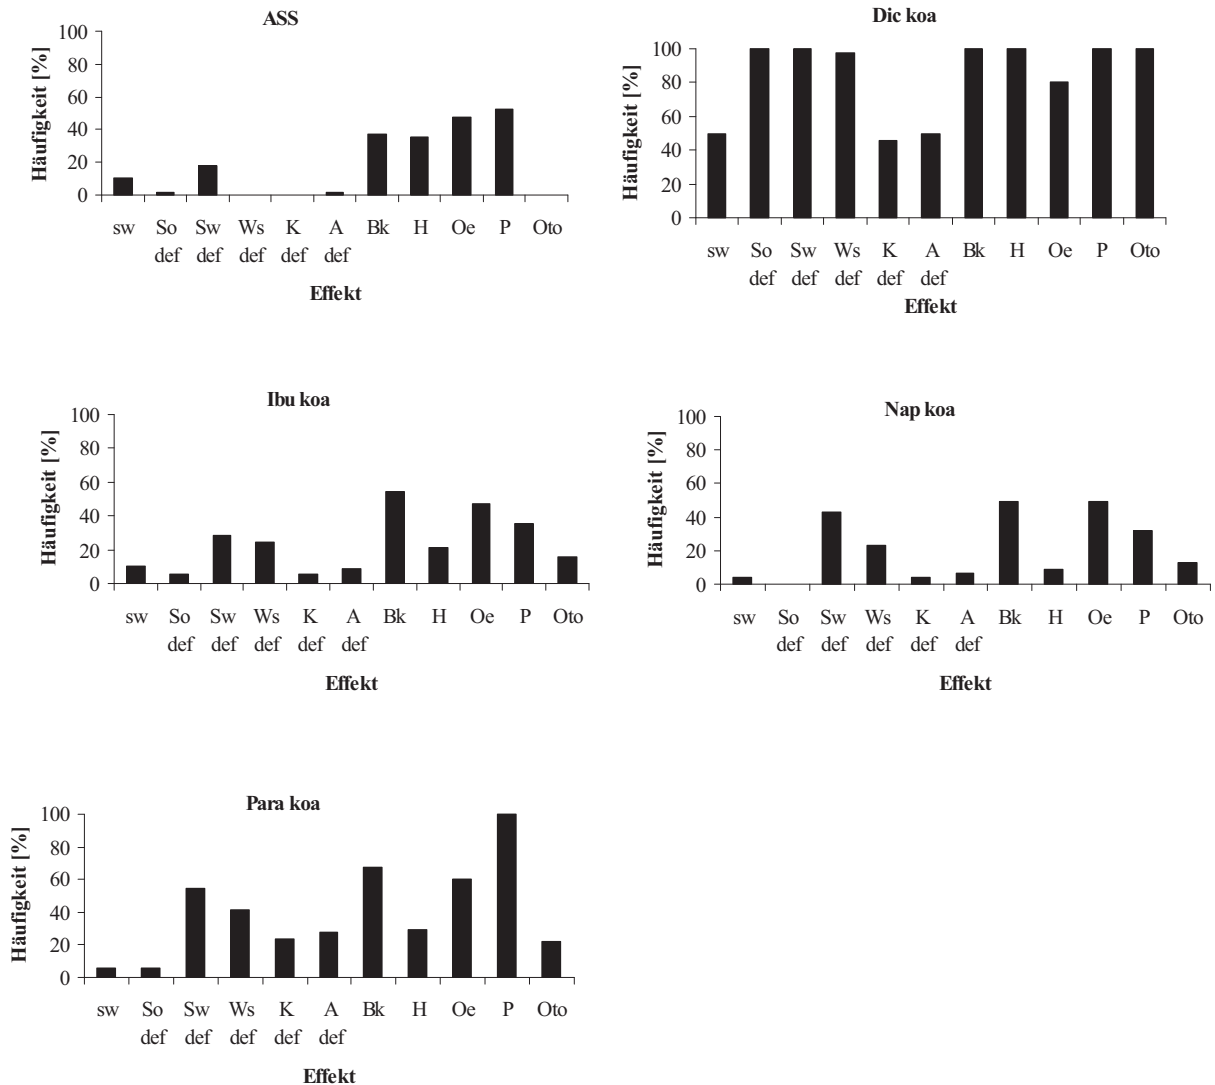 ASS
Häufigkeit [%]
100
80
60
40
20
0
sw So Sw Ws K A Bk H Oe P Oto
def def def def def
Effekt
Dic koa
Häufigkeit [%]
100
80
60
40
20
0
sw So Sw Ws K A Bk H Oe P Oto
def def def def def
Effekt
Ibu koa
Häufigkeit [%]
100
80
60
40
20
0
sw So Sw Ws K A Bk H Oe P Oto
def def def def def
Effekt
Nap koa
Häufigkeit [%]
100
80
60
40
20
0
sw So Sw Ws K A Bk H Oe P Oto
def def def def def
Effekt
Para koa
Häufigkeit [%]
100
80
60
40
20
0
sw So Sw Ws K A Bk H Oe P Oto
def def def def def
Effekt